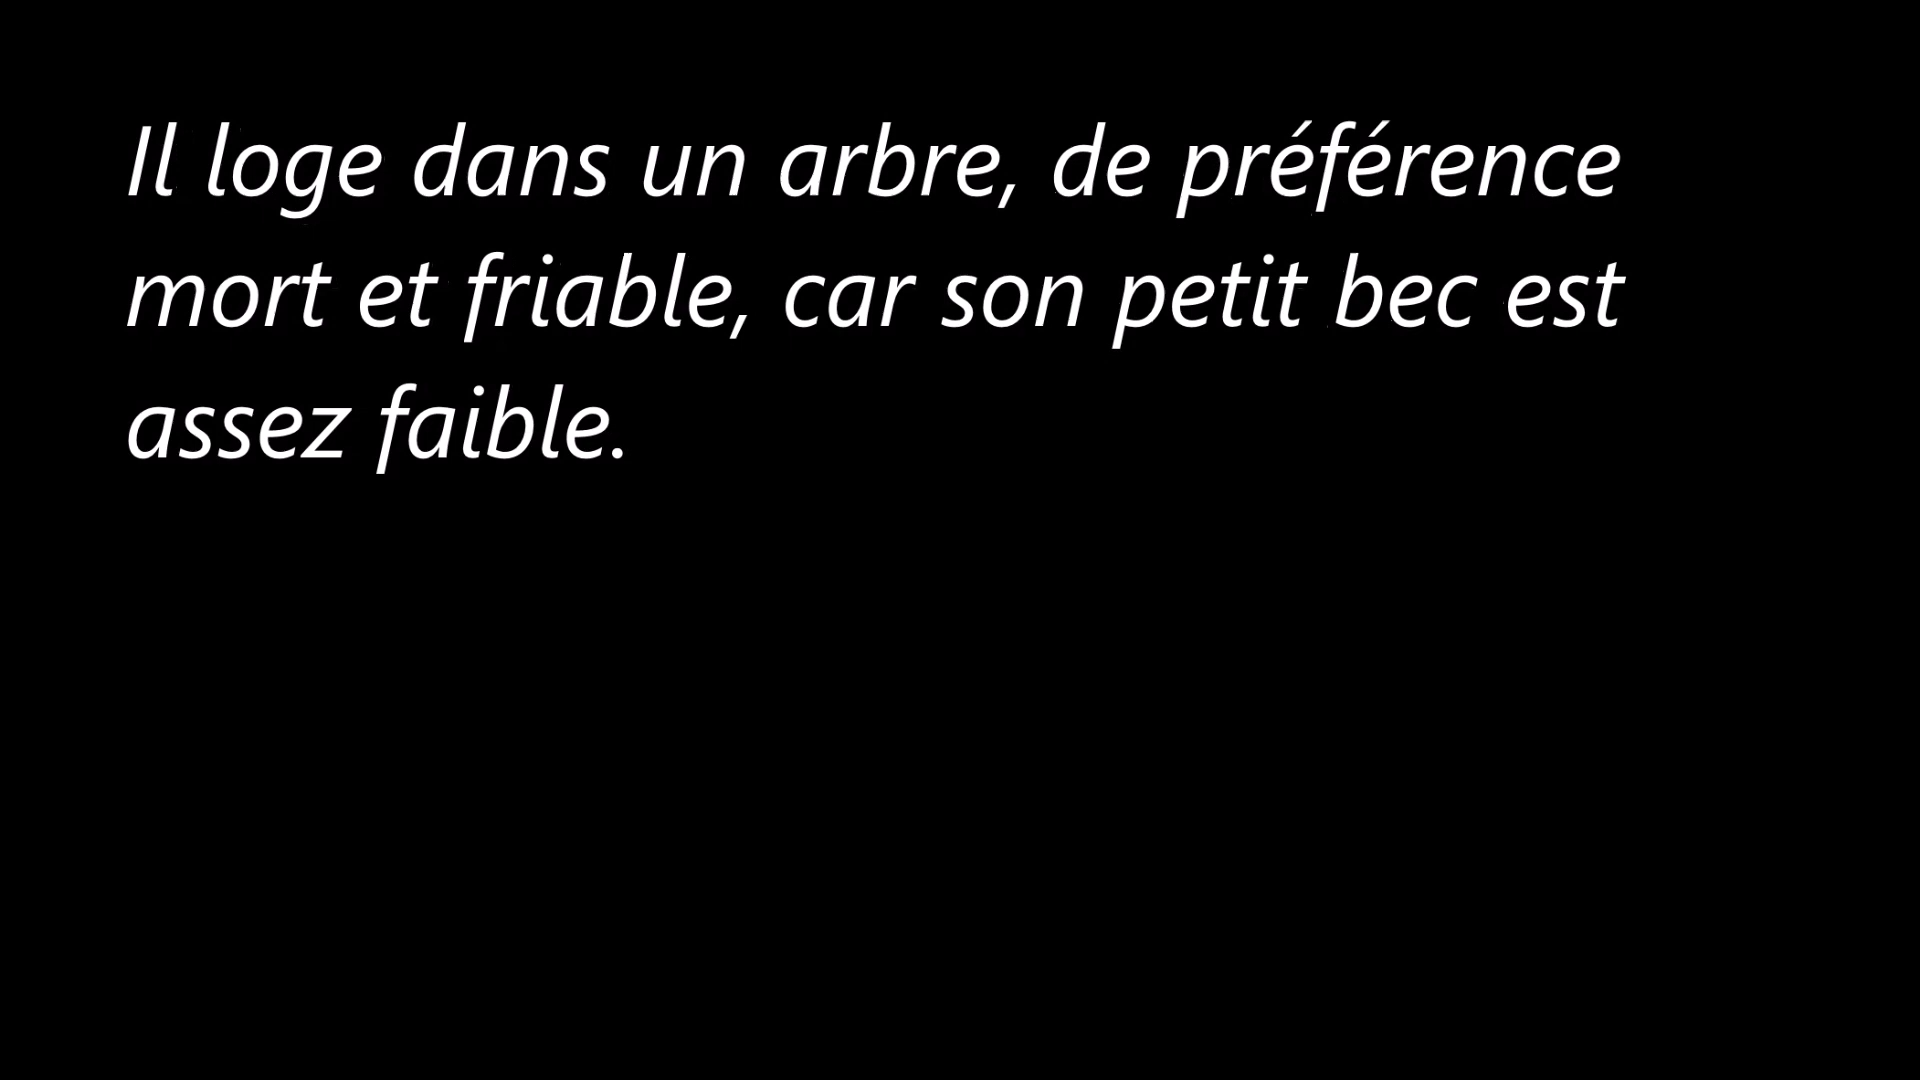 Il loge dans un arbre, de préférence
mort et friable, car son petit bec est
assez faible.